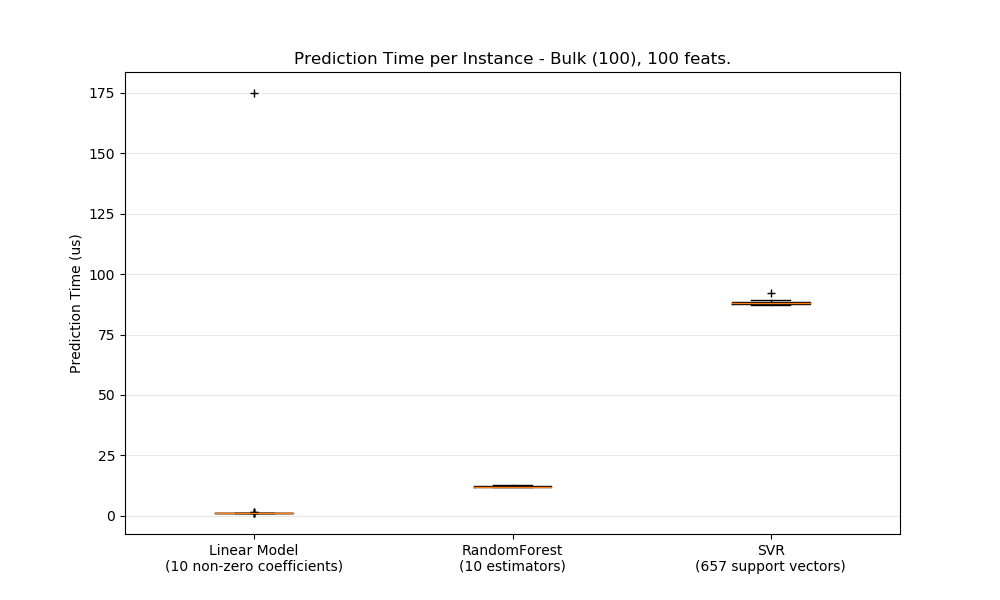 Prediction Time per Instance - Bulk (100), 100 feats.
175
150
125
100
75
50
25
0
Prediction Time (us)
Linear Model
(10 non-zero coefficients)
RandomForest
(10 estimators)
SVR
(657 support vectors)